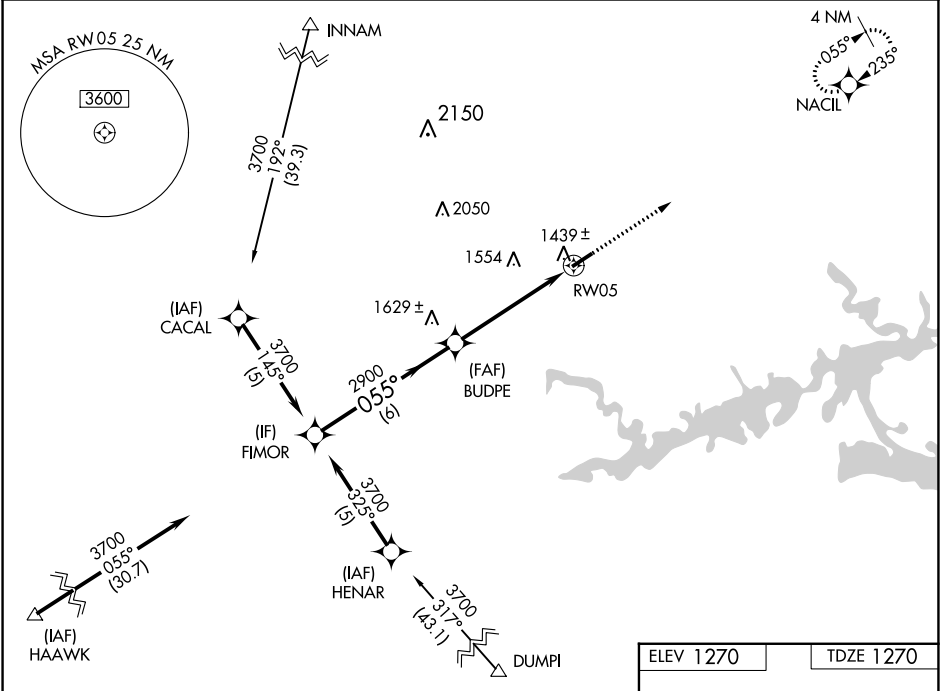 MSA RW05 25 NM
3600
INNAM
3700
192°
(39.3)
2150
2050
1554
1439 ±
RW05
1629 ±
4 NM
055°
235°
NACIL
(IAF)
CACAL
3700
145°
(5)
2900
055°
(6)
(FAF)
BUDPE
(IF)
FIMOR
3700
325°
(5)
(IAF)
HENAR
3700
055°
(30.7)
(IAF)
HAAWK
3700
317°
(43.1)
DUMPI
ELEV 1270
TDZE 1270